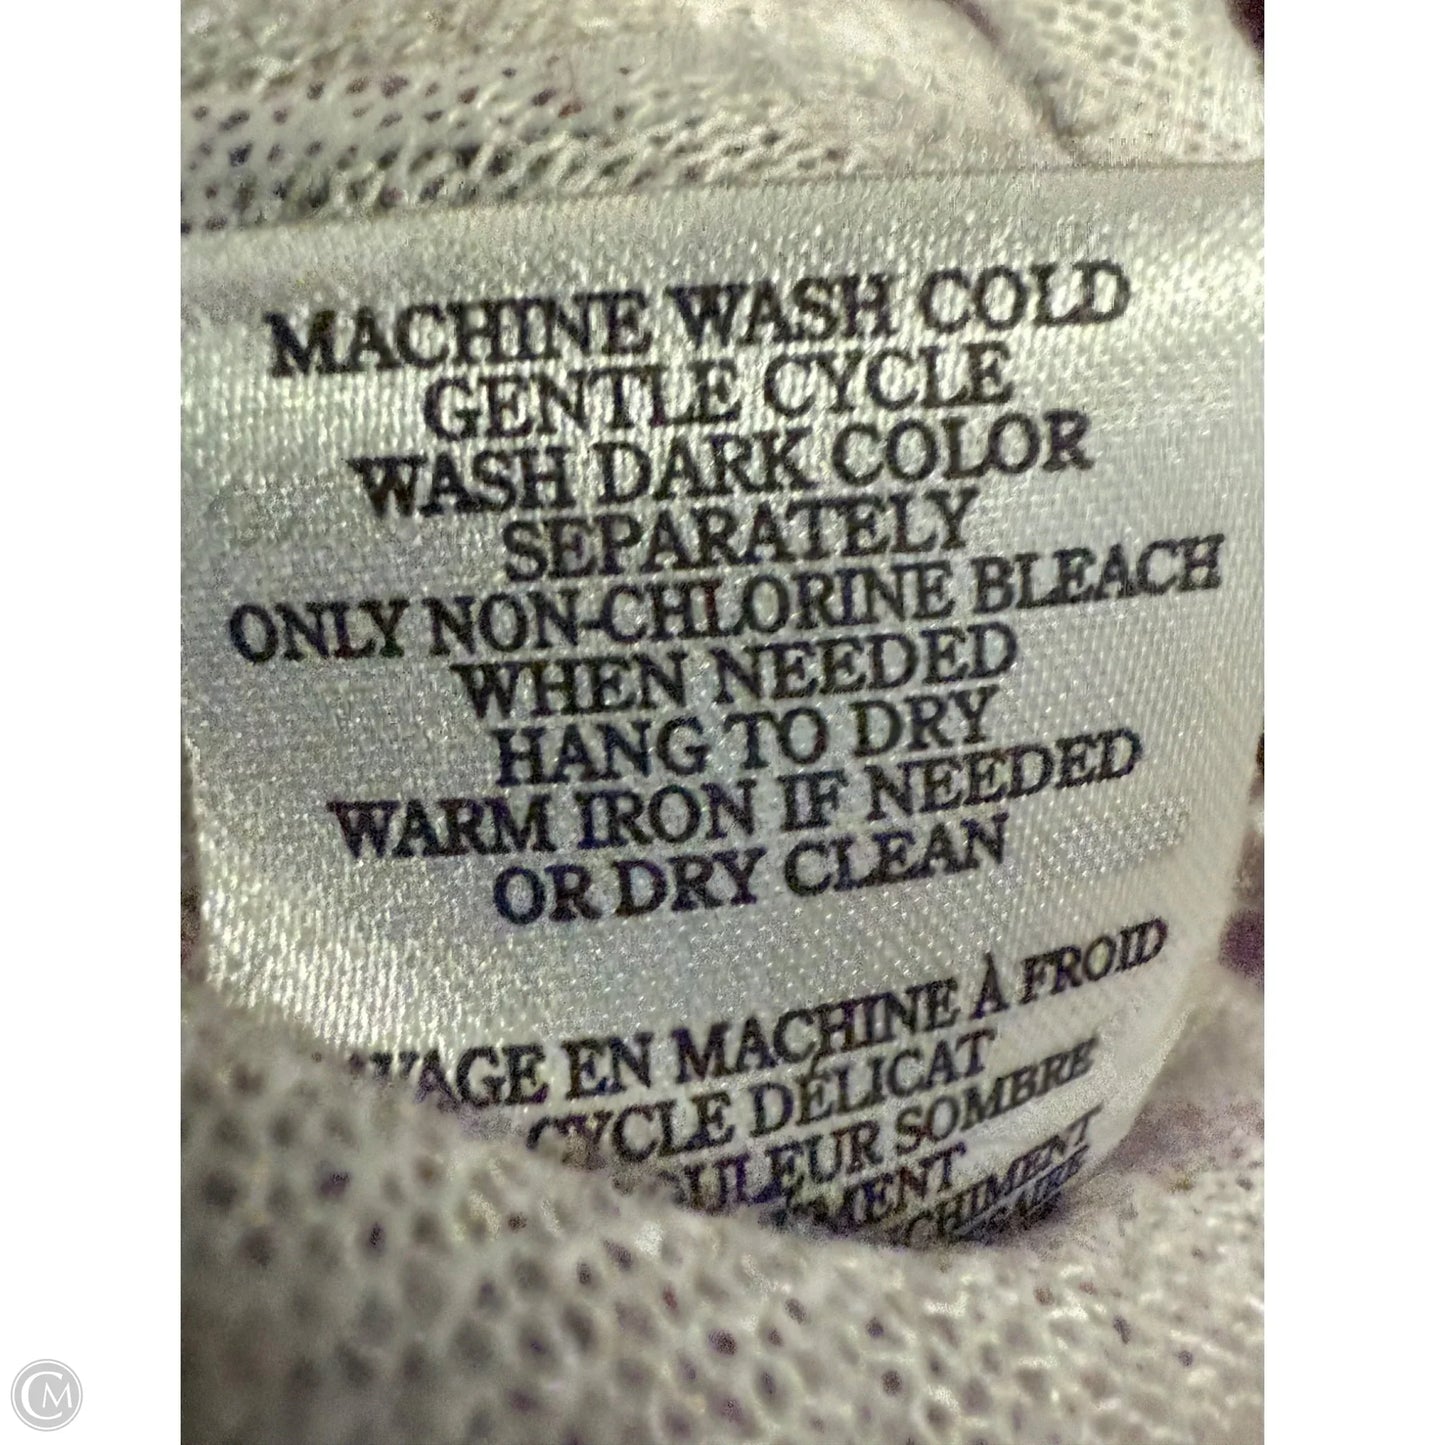 MACHINE WASH COLD
GENTLE CYCLE
WASH DARK COLOR
SEPARATELY
ONLY NON-CHLORINE BLEACH
WHEN NEEDED
HANG TO DRY
WARM IRON IF NEEDED
OR DRY CLEAN
EN MACHINE À FROID
CYCLE DÉLICAT
SOMBRE
CM